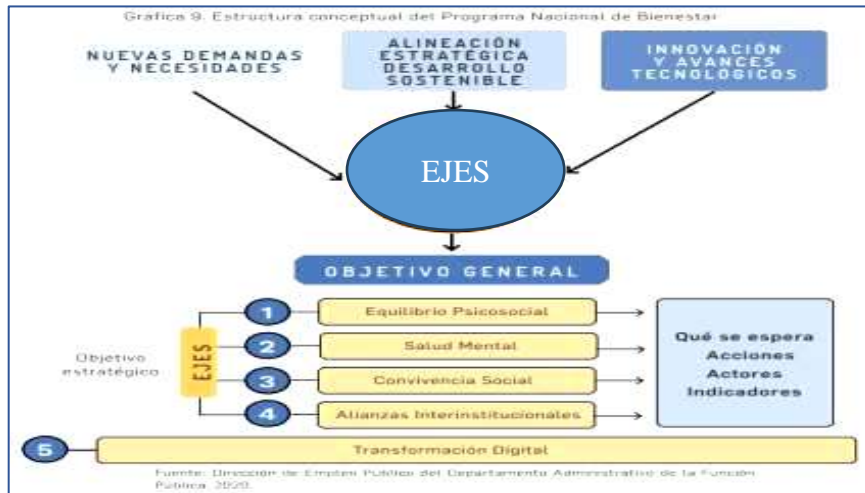 Grafica 9. Estructura conceptual del Programa Nacional de Bienestar
NUEVAS DEMANDAS
Y NECESIDADES
ALINEACIÓN
ESTRATÉGICA
DESARROLLO
SOSTENIBLE
INNOVACIÓN
Y AVANCES
TECNOLÓGICOS
EJES
OBJETIVO GENERAL
Objetivo
estratégico
EJES
1 Equilibrio Psicosocial
2 Salud Mental
3 Convivencia Social
4 Alianzas Interinstitucionales
Qué se espera
Acciones
Actores
Indicadores
5 Transformación Digital
Fuente: Dirección de Empleo Público del Departamento Administrativo de la Función
Pública. 2020.